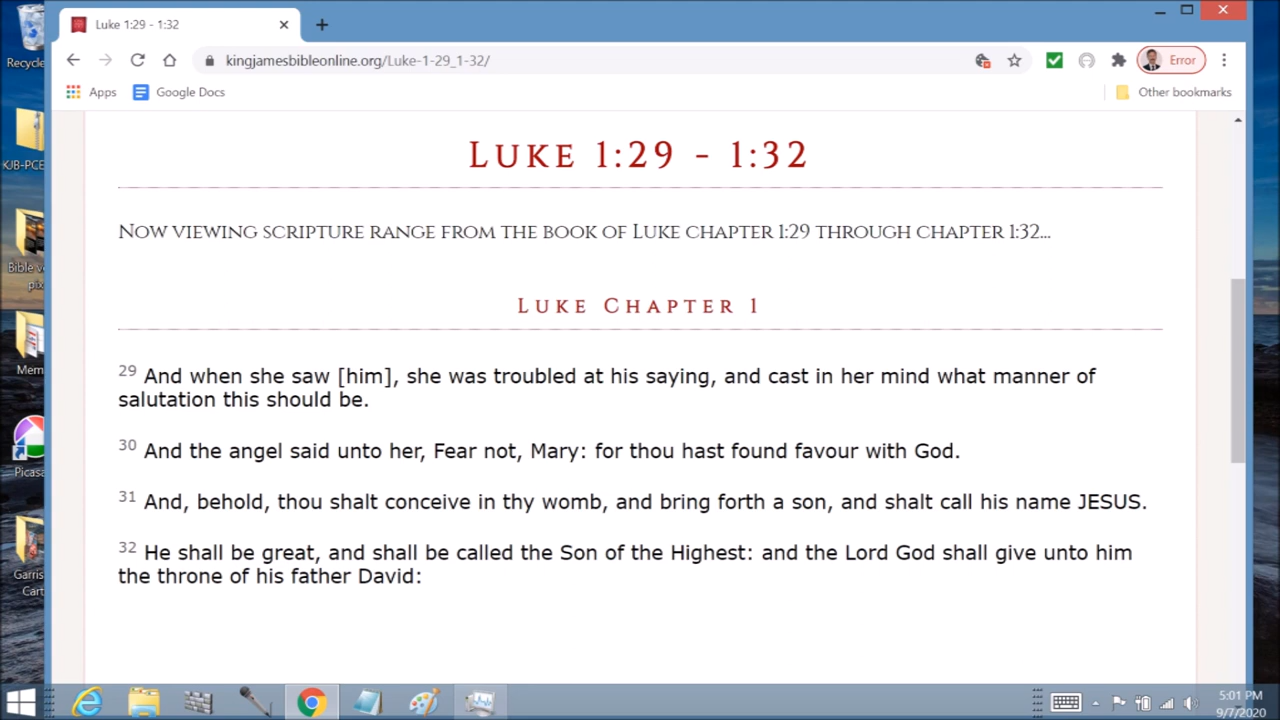 Luke 1:29 - 1:32
kingjamesbibleonline.org/Luke-1-29_1-32/
Error
Apps
Google Docs
Other bookmarks
Recycle
KJB-PCE
Bible v
pix
Mem
Picas
Garris
Cart
LUKE 1:29 - 1:32
NOW VIEWING SCRIPTURE RANGE FROM THE BOOK OF LUKE CHAPTER 1:29 THROUGH CHAPTER 1:32...
LUKE CHAPTER 1
29 And when she saw [him], she was troubled at his saying, and cast in her mind what manner of
salutation this should be.
30 And the angel said unto her, Fear not, Mary: for thou hast found favour with God.
31 And, behold, thou shalt conceive in thy womb, and bring forth a son, and shalt call his name JESUS.
32 He shall be great, and shall be called the Son of the Highest: and the Lord God shall give unto him
the throne of his father David:
5:01 PM
9/7/2020